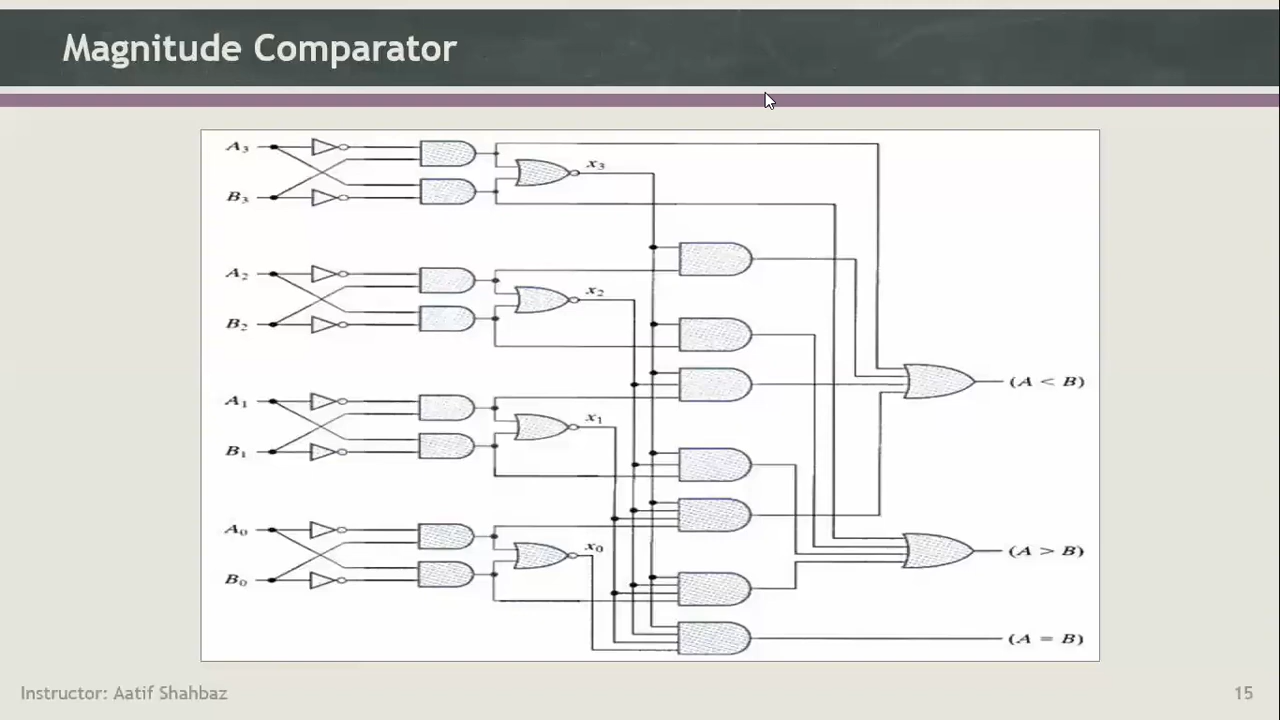 Magnitude Comparator
A₃
x₃
B₃
A₂
x₂
B₂
(A < B)
A₁
x₁
B₁
A₀
x₀
(A > B)
B₀
(A = B)
Instructor: Aatif Shahbaz
15